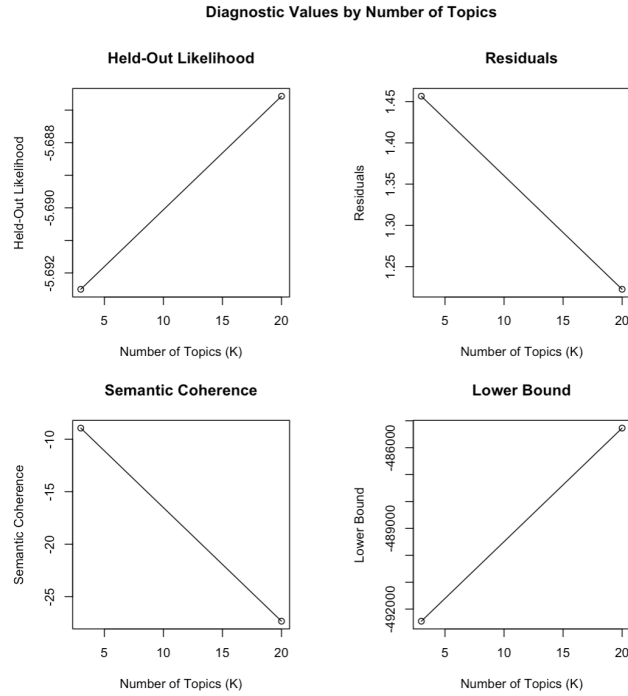 Diagnostic Values by Number of Topics
Held-Out Likelihood
Held-Out Likelihood
-5.692
-5.690
-5.688
5 10 15 20
Number of Topics (K)
Residuals
Residuals
1.25
1.30
1.35
1.40
1.45
5 10 15 20
Number of Topics (K)
Semantic Coherence
Semantic Coherence
-25
-20
-15
-10
5 10 15 20
Number of Topics (K)
Lower Bound
Lower Bound
-492000
-489000
-486000
5 10 15 20
Number of Topics (K)